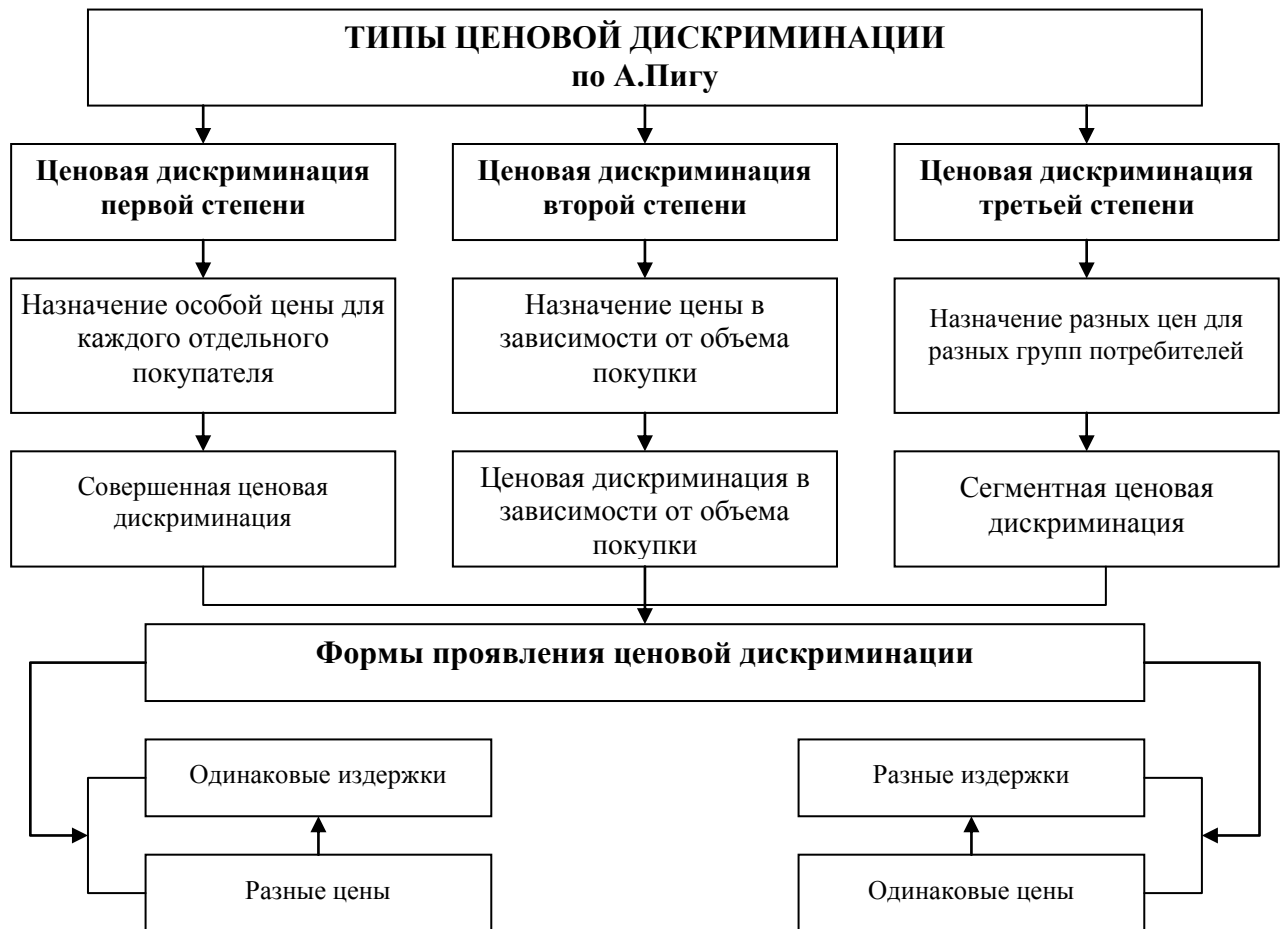 ТИПЫ ЦЕНОВОЙ ДИСКРИМИНАЦИИ
по А.Пигу
Ценовая дискриминация
первой степени
Ценовая дискриминация
второй степени
Ценовая дискриминация
третьей степени
Назначение особой цены для
каждого отдельного
покупателя
Назначение цены в
зависимости от объема
покупки
Назначение разных цен для
разных групп потребителей
Совершенная ценовая
дискриминация
Ценовая дискриминация в
зависимости от объема
покупки
Сегментная ценовая
дискриминация
Формы проявления ценовой дискриминации
Одинаковые издержки
Разные издержки
Разные цены
Одинаковые цены